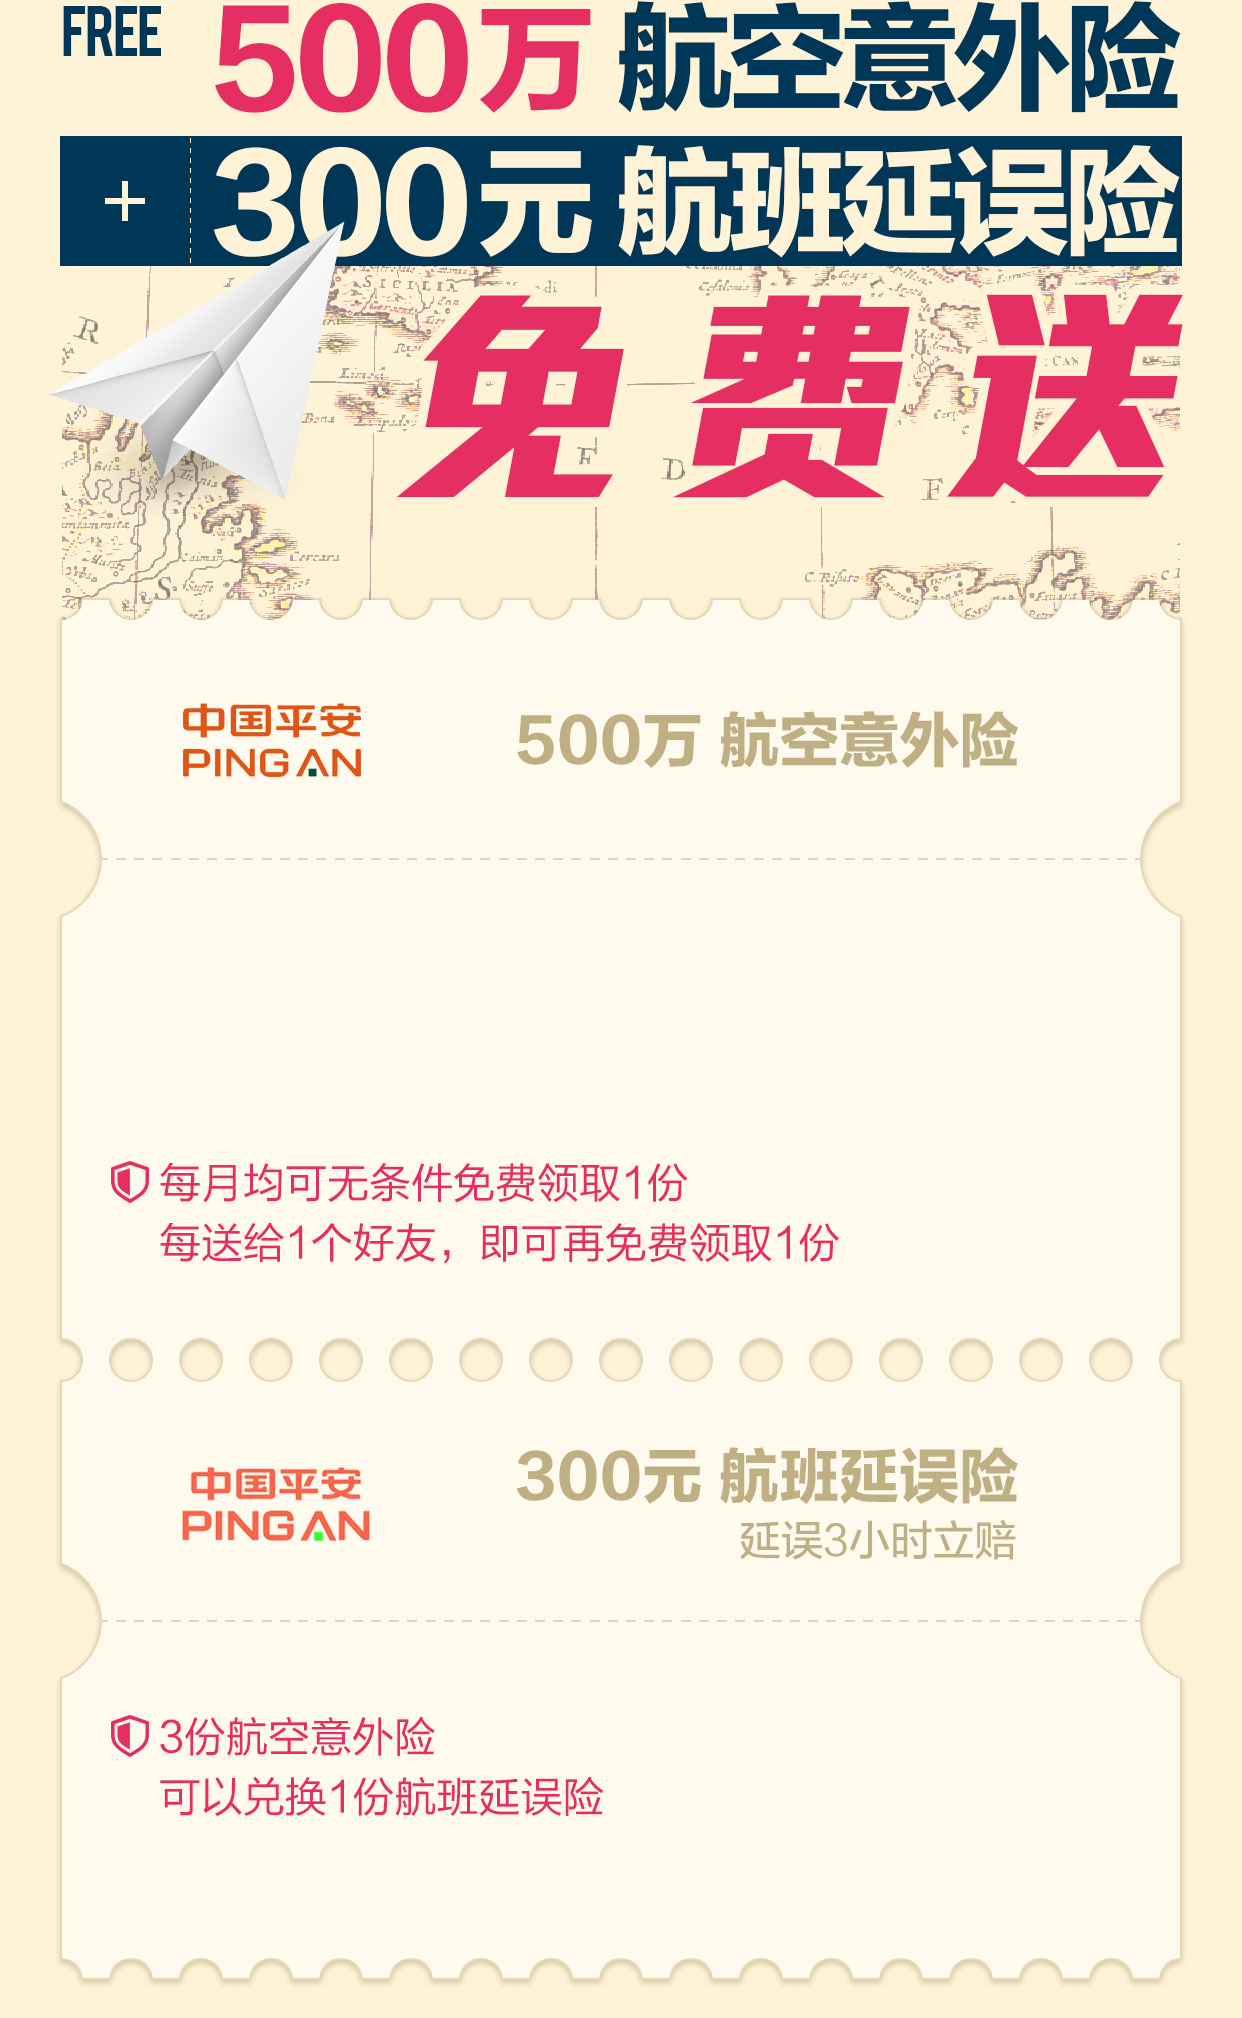 FREE 500万 航空意外险
+ 300元 航班延误险
SICILIA
R
免费送
CAN
F
D
F
C. Rifuto
S
中国平安
PINGAN
500万 航空意外险
每月均可无条件免费领取1份
每送给1个好友，即可再免费领取1份
中国平安
PINGAN
300元 航班延误险
延误3小时立赔
3份航空意外险
可以兑换1份航班延误险